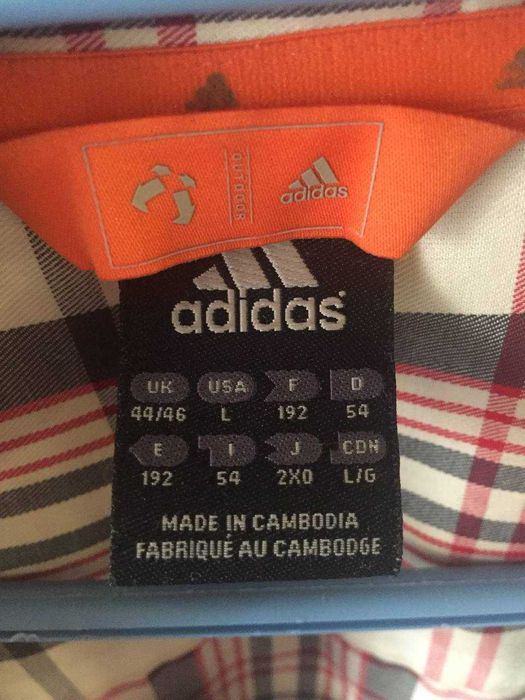 OUTDOOR
adidas
adidas
UK USA F D
44/46 L 192 54
E I J CDN
192 54 2XO L/G
MADE IN CAMBODIA
FABRIQUÉ AU CAMBODGE